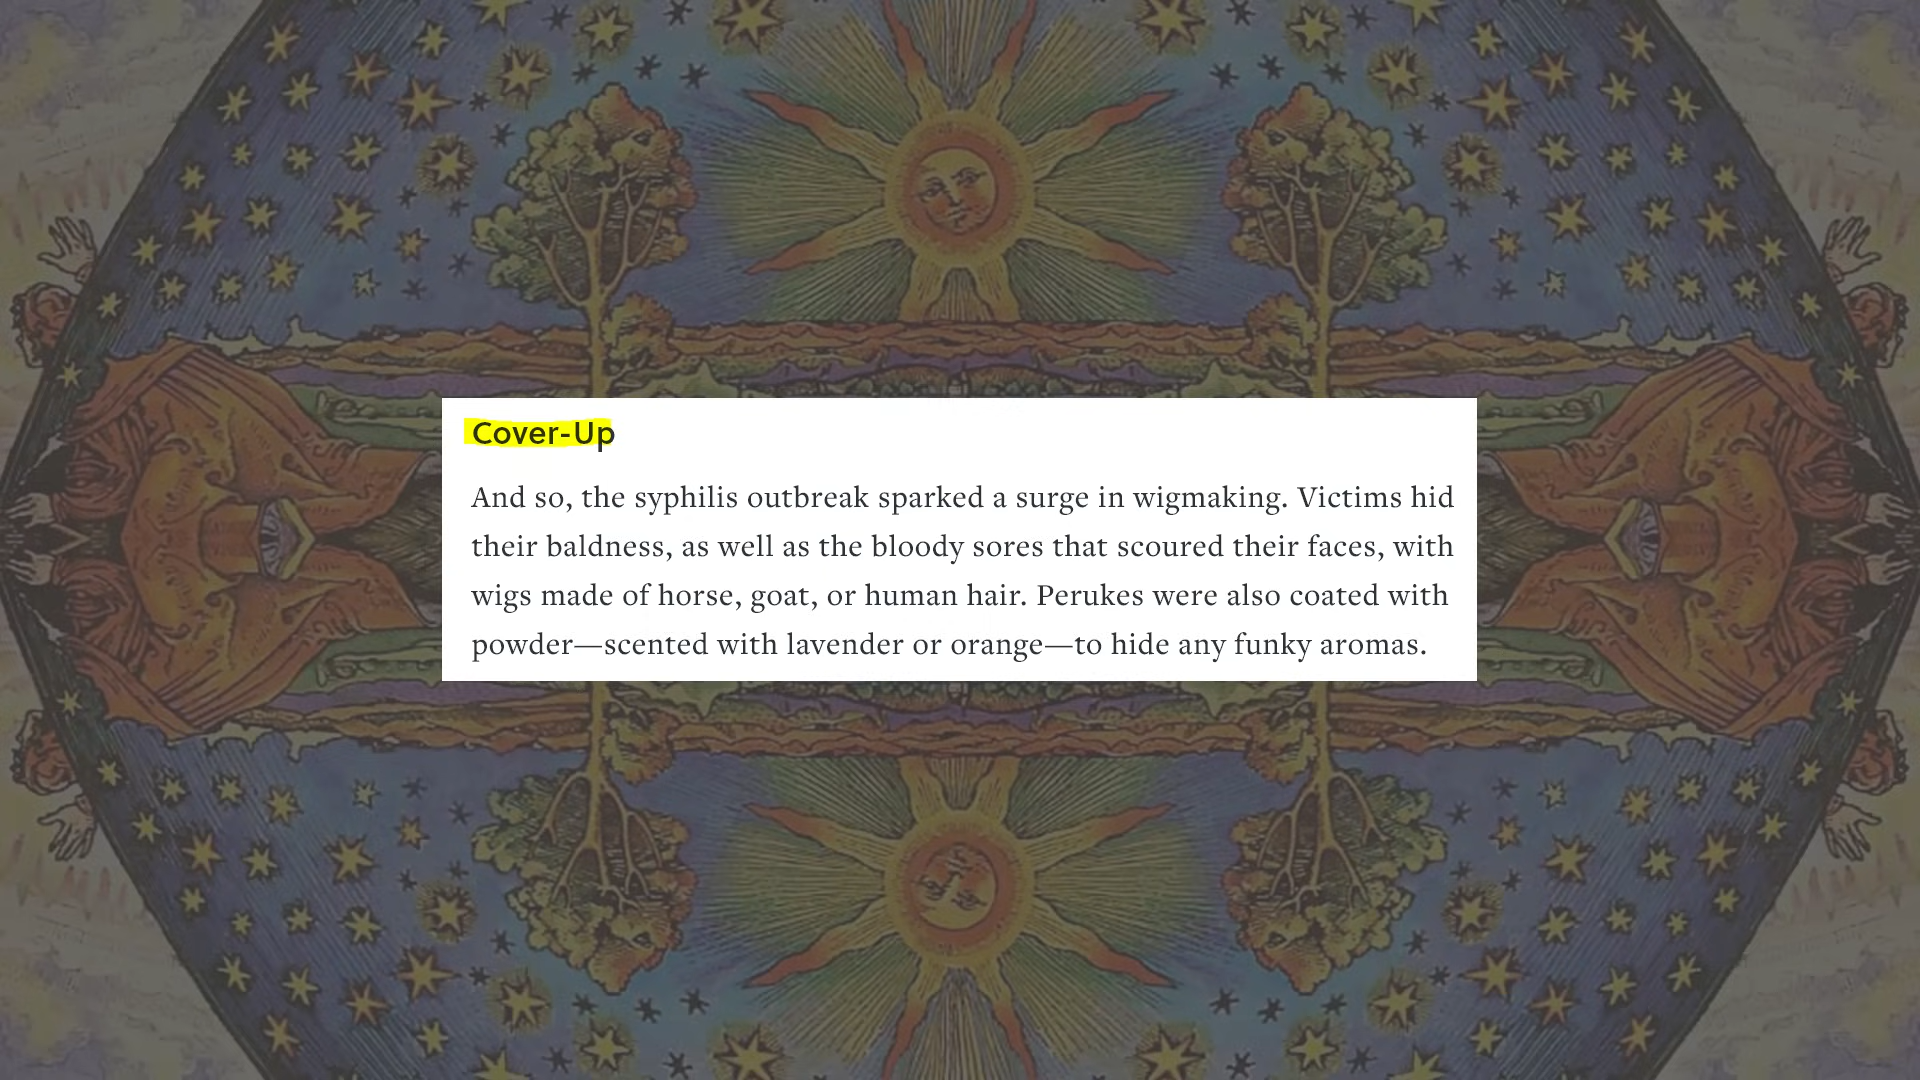 Cover-Up
And so, the syphilis outbreak sparked a surge in wigmaking. Victims hid
their baldness, as well as the bloody sores that scoured their faces, with
wigs made of horse, goat, or human hair. Perukes were also coated with
powder—scented with lavender or orange—to hide any funky aromas.